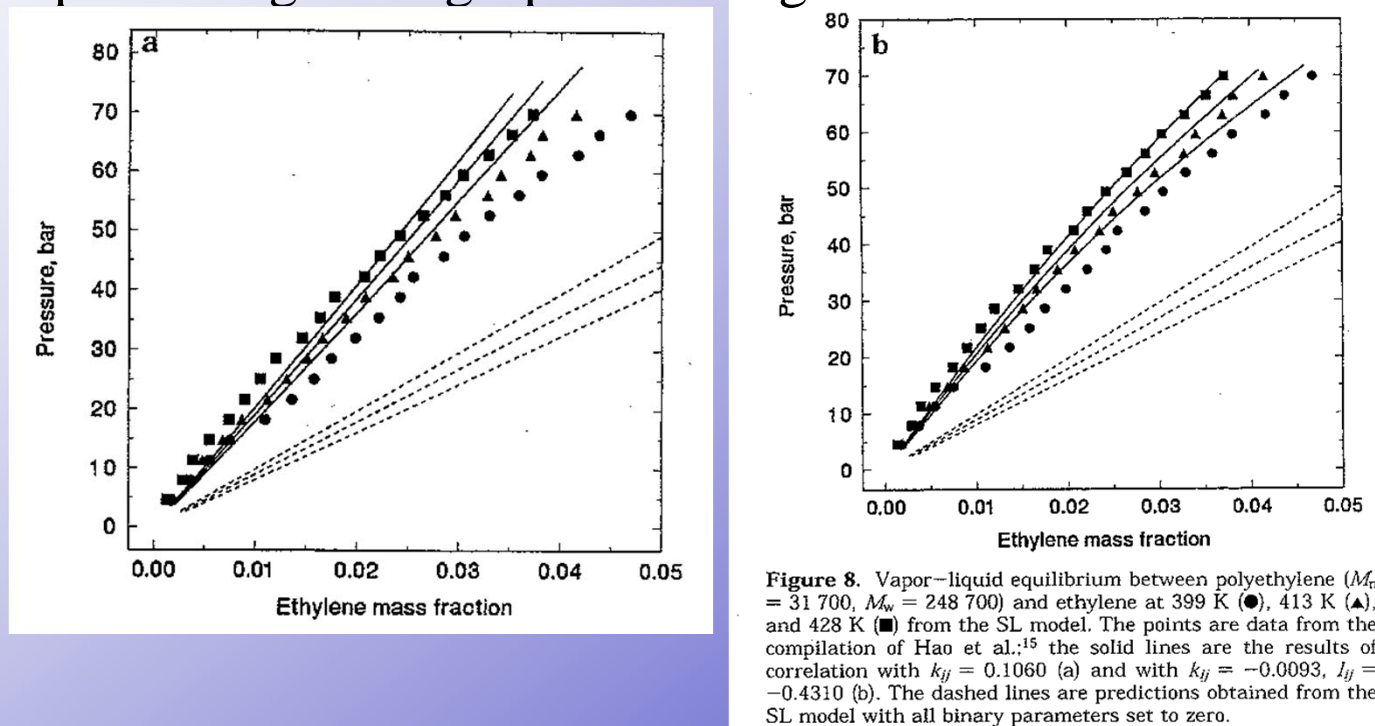 a
80
70
60
50
40
30
20
10
0
Pressure, bar
0.00 0.01 0.02 0.03 0.04 0.05
Ethylene mass fraction
b
80
70
60
50
40
30
20
10
0
Pressure, bar
0.00 0.01 0.02 0.03 0.04 0.05
Ethylene mass fraction
Figure 8. Vapor−liquid equilibrium between polyethylene (Mn
= 31 700, Mw = 248 700) and ethylene at 399 K (●), 413 K (▲),
and 428 K (■) from the SL model. The points are data from the
compilation of Hao et al.;15 the solid lines are the results of
correlation with kij = 0.1060 (a) and with kij = −0.0093, lij =
−0.4310 (b). The dashed lines are predictions obtained from the
SL model with all binary parameters set to zero.